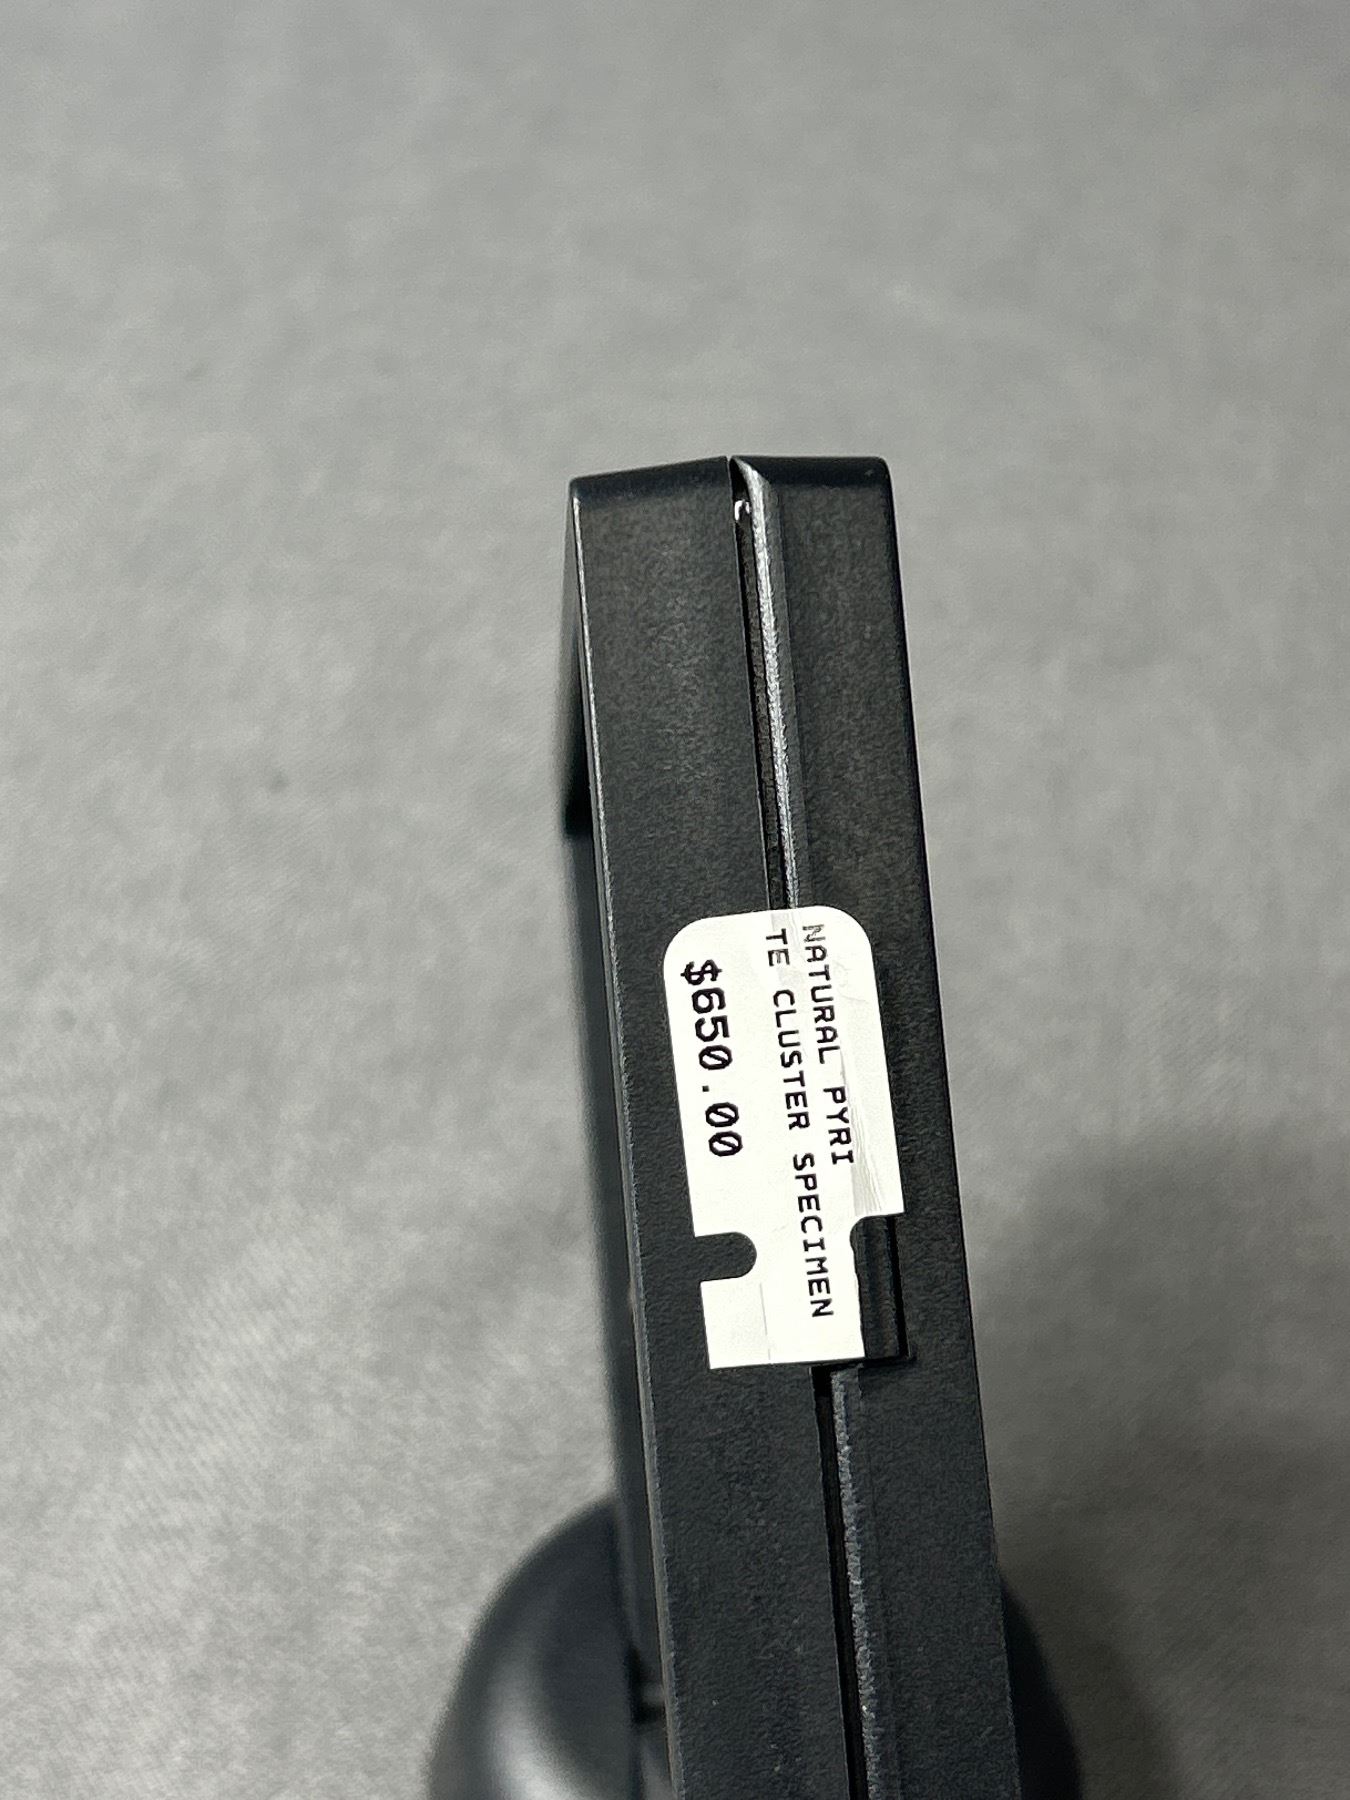 NATURAL PYRI
TE CLUSTER SPECIMEN
$650.00